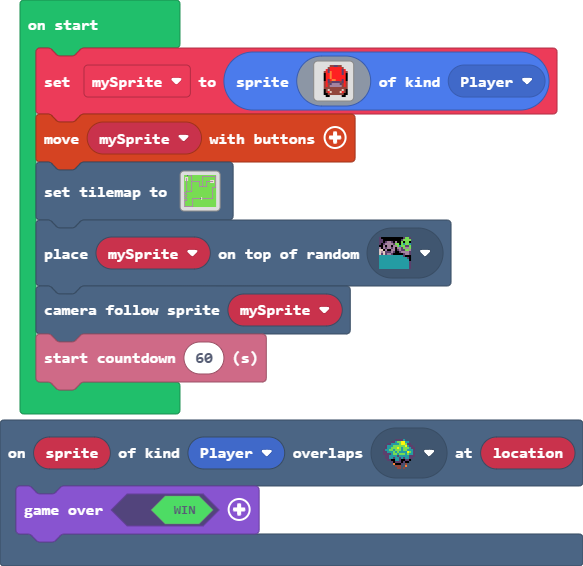 on start
set mySprite to sprite of kind Player
move mySprite with buttons
set tilemap to
place mySprite on top of random
camera follow sprite mySprite
start countdown 60 (s)
on sprite of kind Player overlaps at location
game over WIN